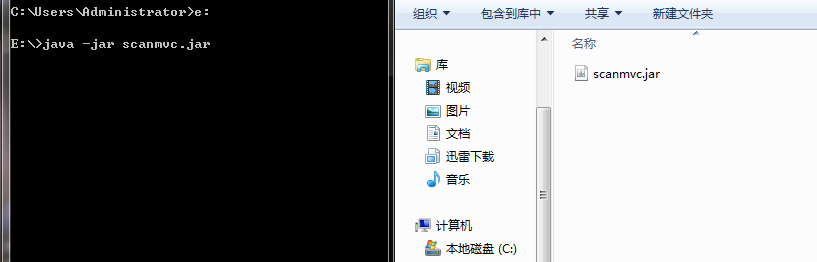 C:\Users\Administrator>e:
E:\>java -jar scanmvc.jar
组织 包含到库中 共享 新建文件夹
名称
库
视频
图片
文档
迅雷下载
音乐
计算机
本地磁盘 (C:)
scanmvc.jar